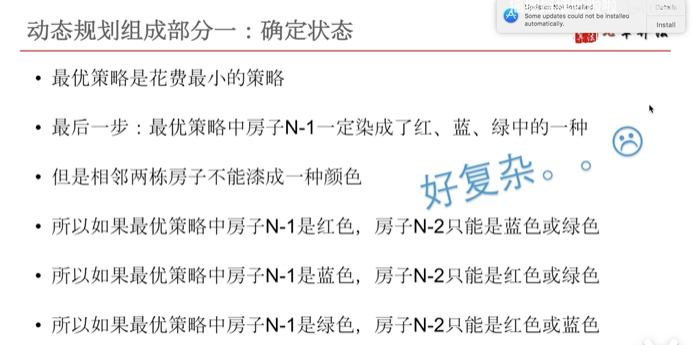 动态规划组成部分一：确定状态
Updates Not Installed
Some updates could not be installed automatically.
Details
Install
• 最优策略是花费最小的策略
• 最后一步：最优策略中房子N-1一定染成了红、蓝、绿中的一种
• 但是相邻两栋房子不能漆成一种颜色
好复杂。。
• 所以如果最优策略中房子N-1是红色，房子N-2只能是蓝色或绿色
• 所以如果最优策略中房子N-1是蓝色，房子N-2只能是红色或绿色
• 所以如果最优策略中房子N-1是绿色，房子N-2只能是红色或蓝色